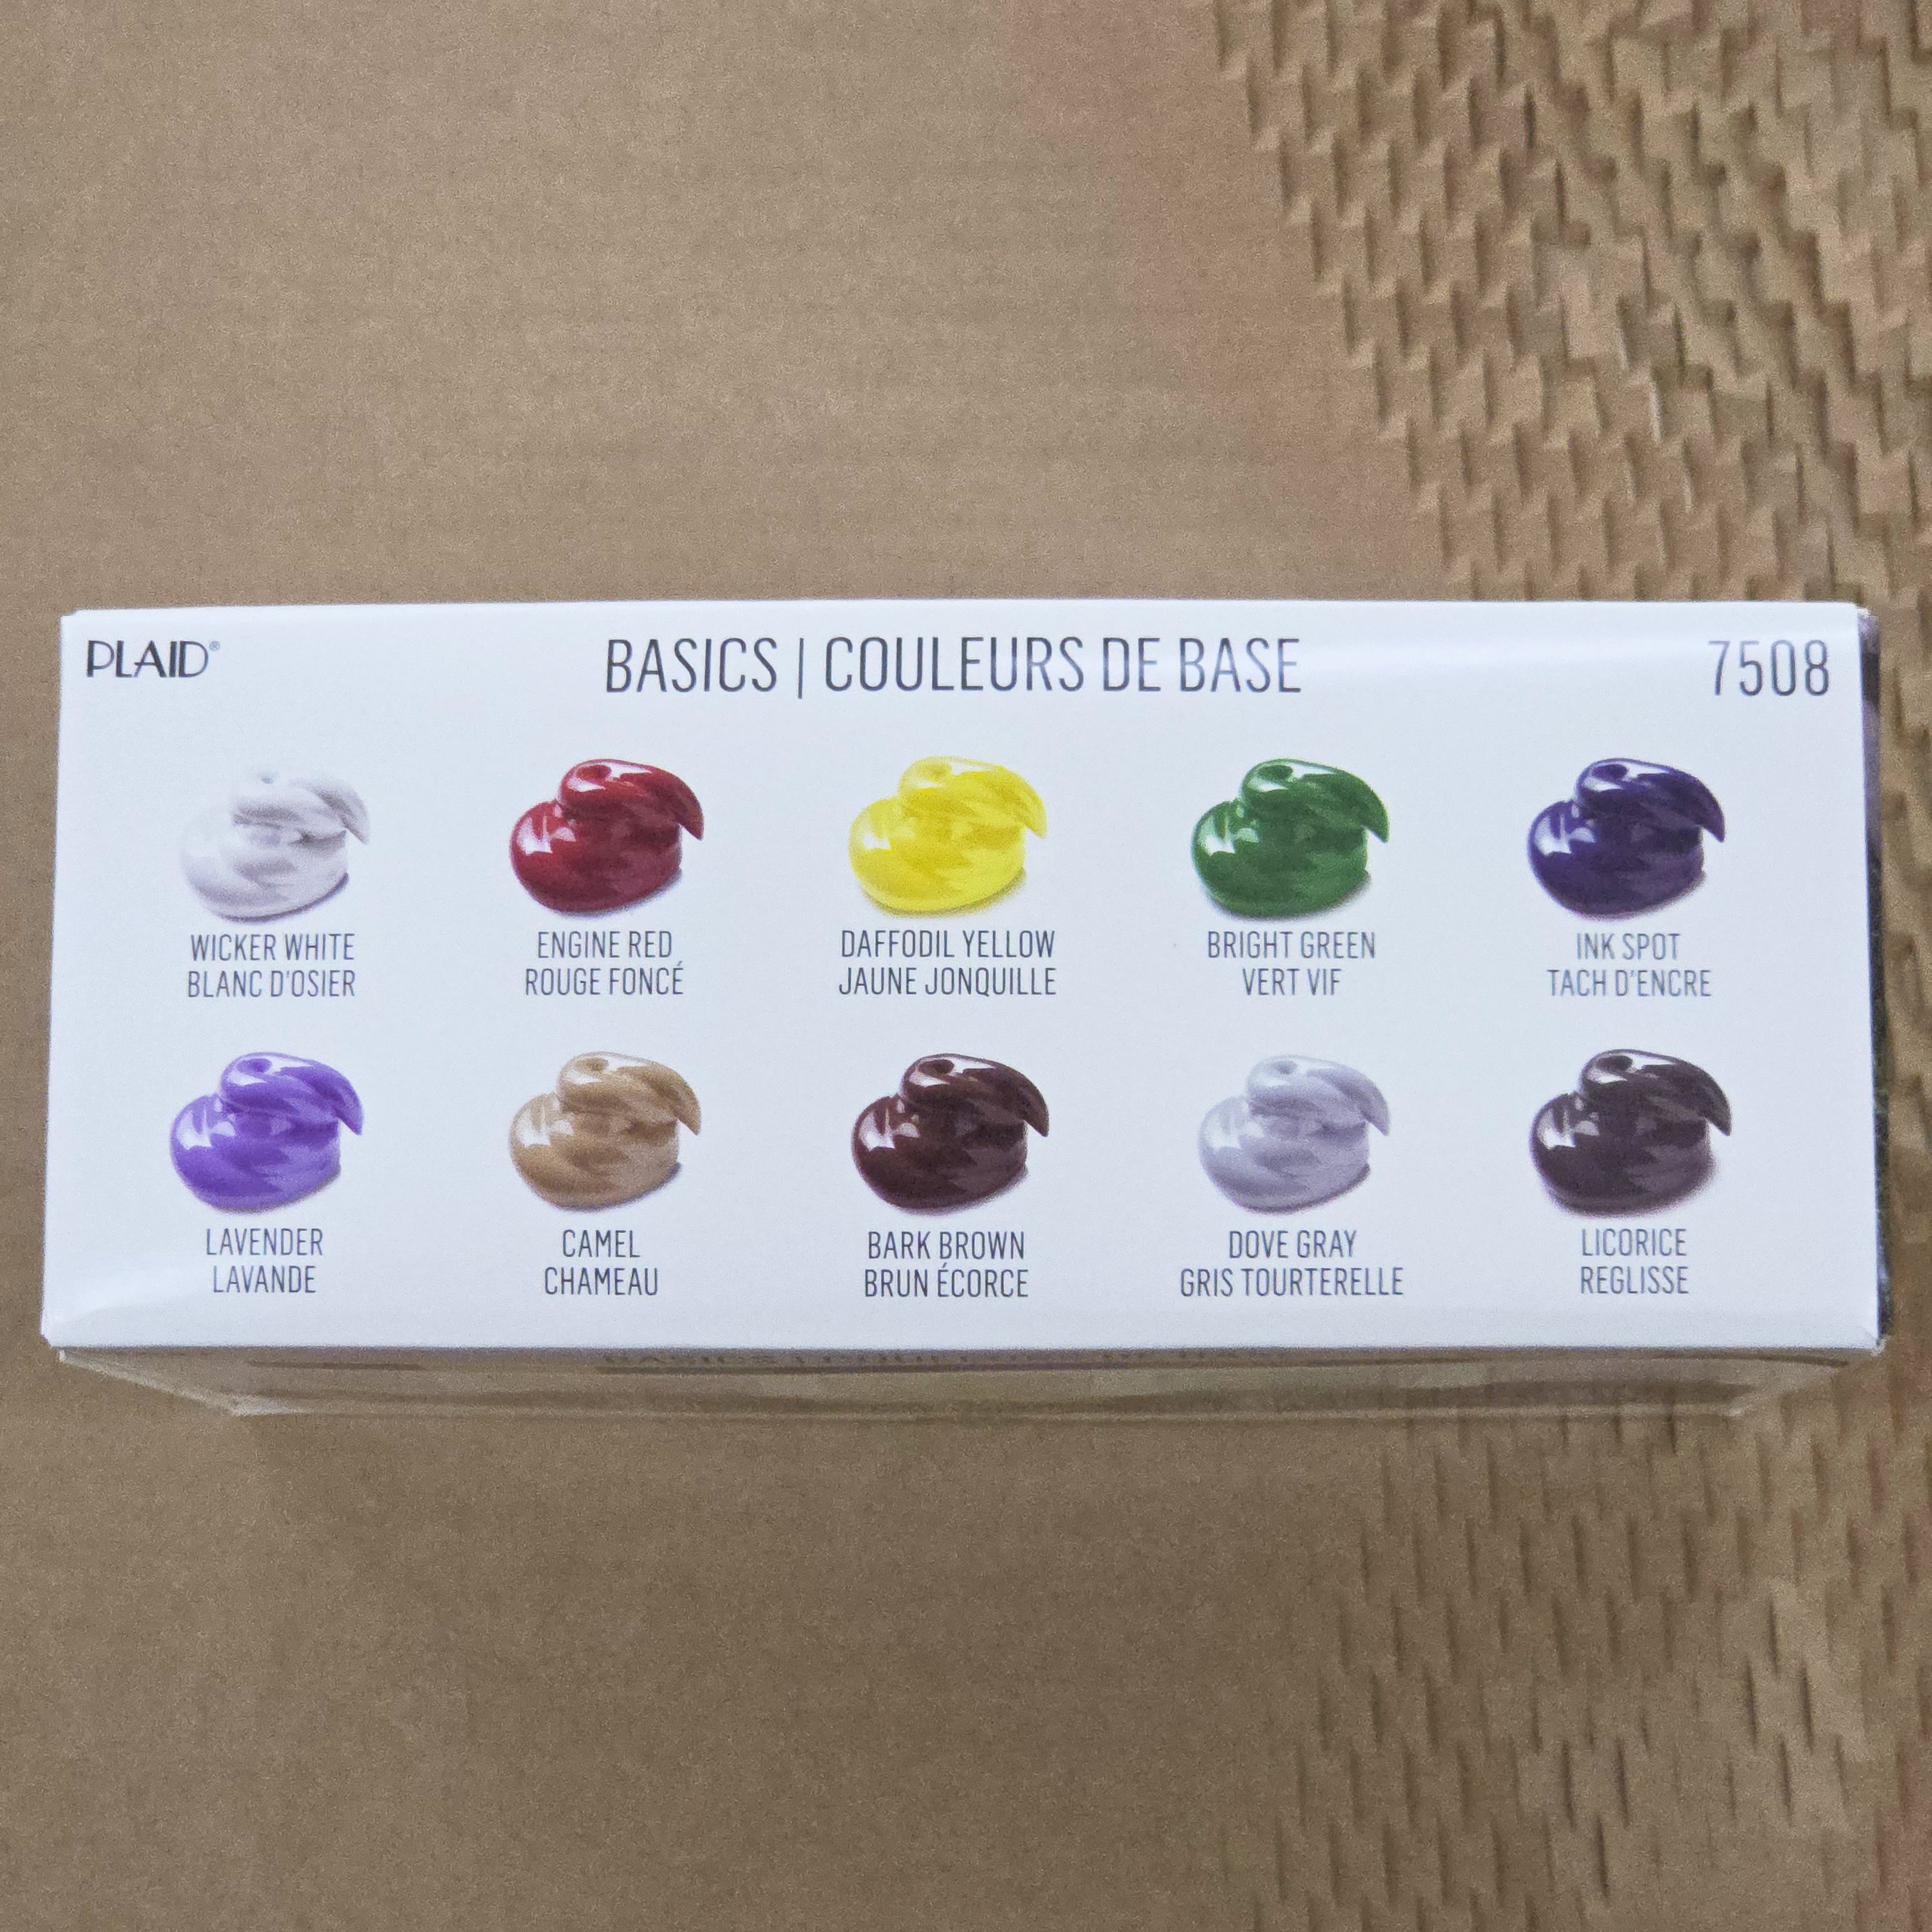 PLAID®
BASICS | COULEURS DE BASE
7508
WICKER WHITE
BLANC D'OSIER
ENGINE RED
ROUGE FONCÉ
DAFFODIL YELLOW
JAUNE JONQUILLE
BRIGHT GREEN
VERT VIF
INK SPOT
TACH D'ENCRE
LAVENDER
LAVANDE
CAMEL
CHAMEAU
BARK BROWN
BRUN ÉCORCE
DOVE GRAY
GRIS TOURTERELLE
LICORICE
REGLISSE